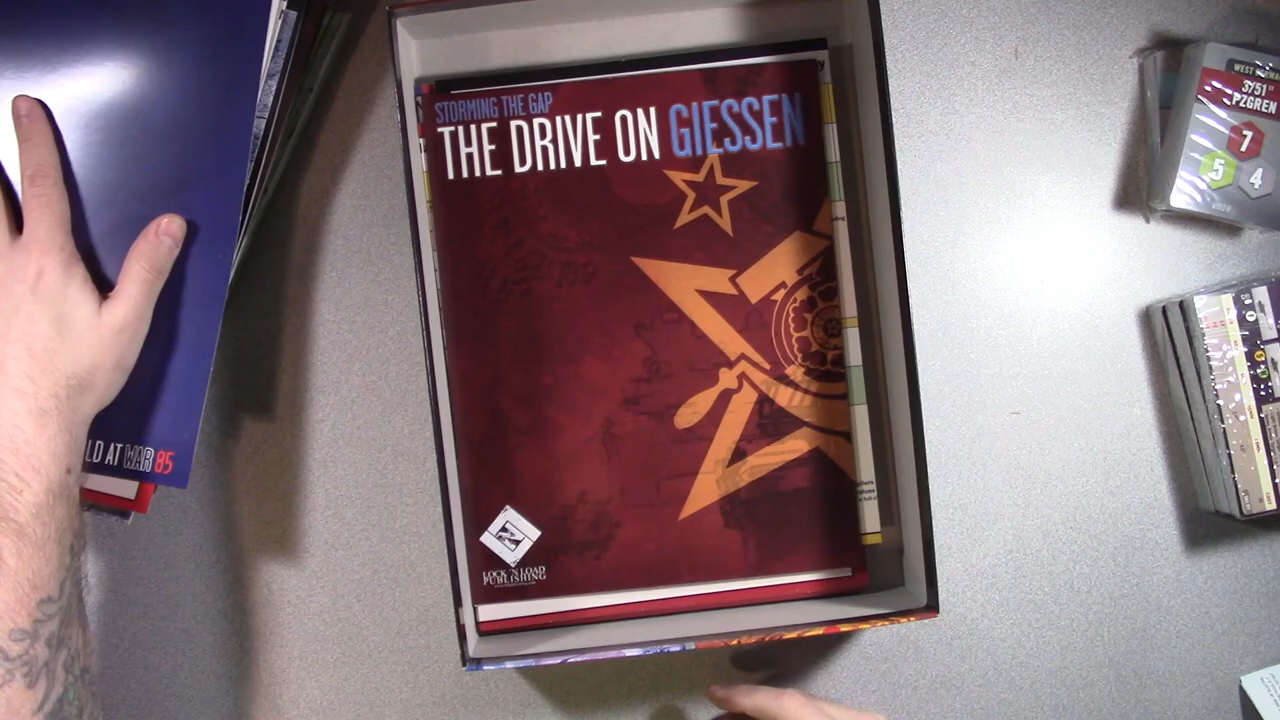 STORMING THE GAP
THE DRIVE ON GIESSEN
LOCK 'N LOAD
PUBLISHING
LD AT WAR 85
3/51
PZGREN
7
5
4